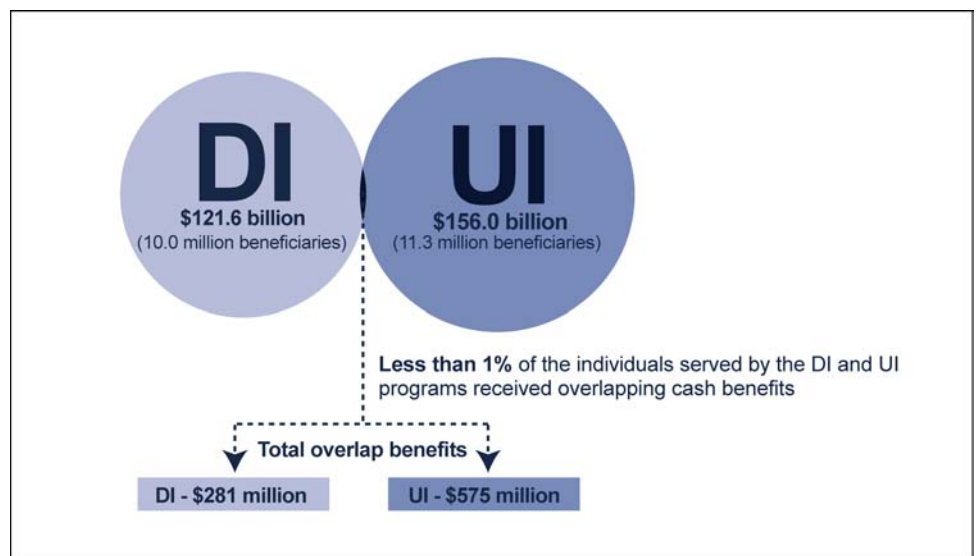 DI
$121.6 billion
(10.0 million beneficiaries)
UI
$156.0 billion
(11.3 million beneficiaries)
Less than 1% of the individuals served by the DI and UI
programs received overlapping cash benefits
Total overlap benefits
DI - $281 million
UI - $575 million